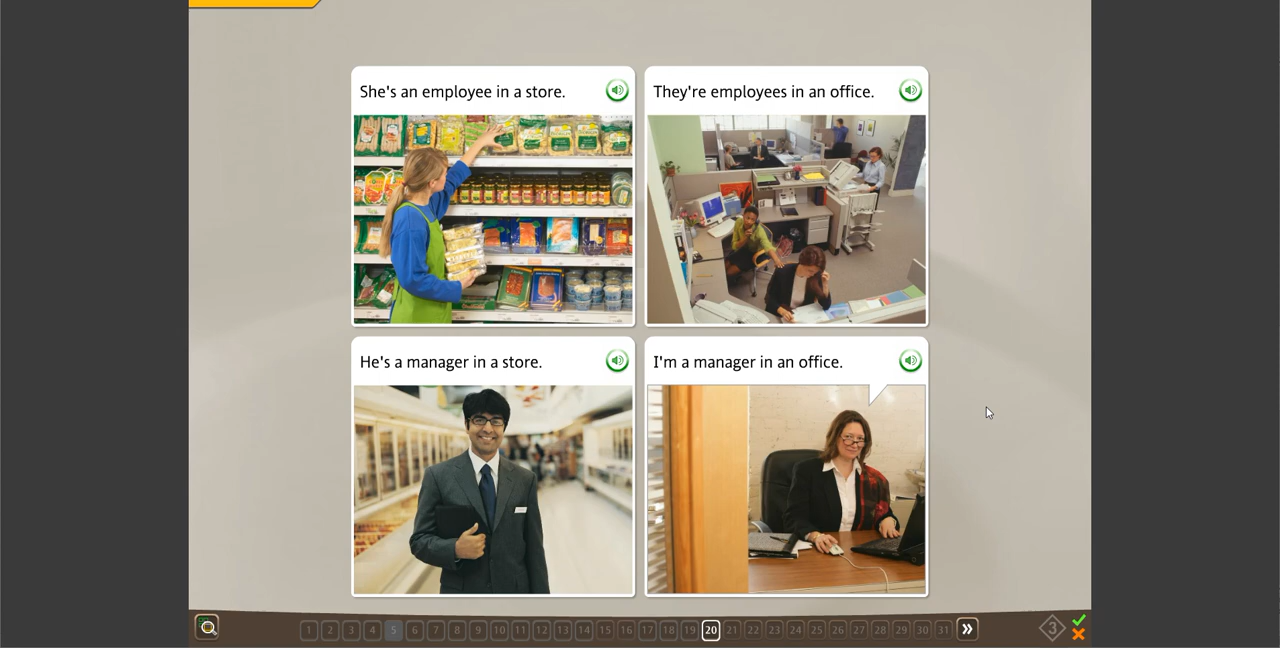 She's an employee in a store.
They're employees in an office.
He's a manager in a store.
I'm a manager in an office.
1 2 3 4 5 6 7 8 9 10 11 12 13 14 15 16 17 18 19 20 21 22 23 24 25 26 27 28 29 30 31
3